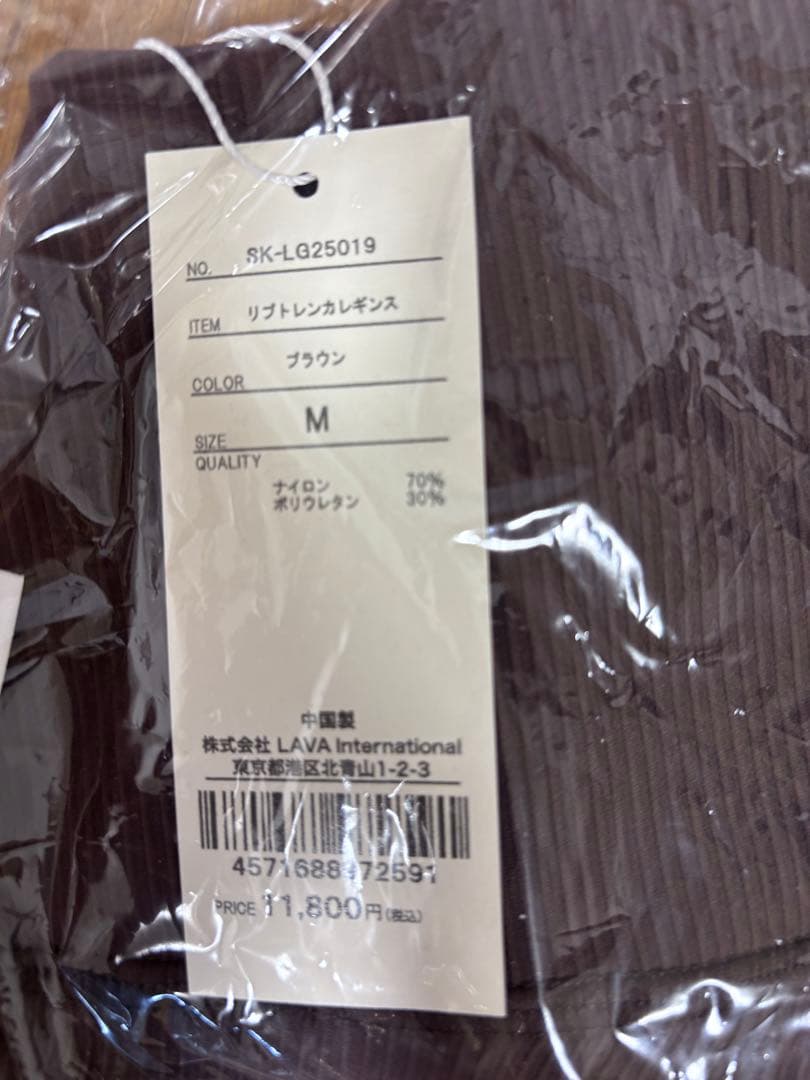 NO. SK-LG25019
ITEM リブトレンカレギンス
COLOR ブラウン
SIZE M
QUALITY
ナイロン 70%
ポリウレタン 30%
中国製
株式会社 LAVA International
東京都港区北青山1-2-3
PRICE 11,800円(税込)